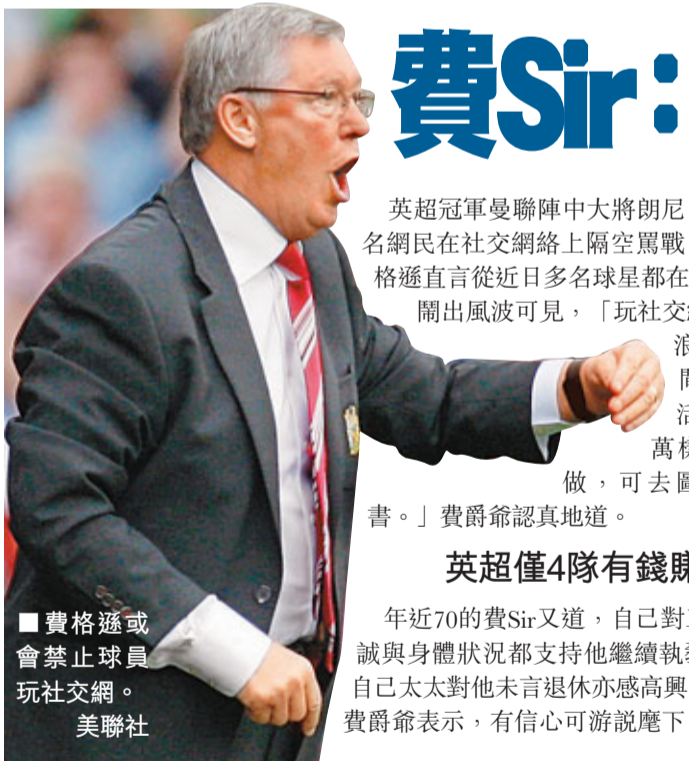 費Sir：
英超冠軍曼聯陣中大將朗尼
名網民在社交網絡上隔空罵戰
格遜直言從近日多名球星都在
鬧出風波可見，「玩社交
浪
活
萬
做，可去
書。」費爵爺認真地道。
英超僅4隊有錢賺
年近70的費Sir又道，自己對
誠與身體狀況都支持他繼續執
自己太太對他未言退休亦感高興
費爵爺表示，有信心可游說麾下
■費格遜或
會禁止球員
玩社交網。
美聯社